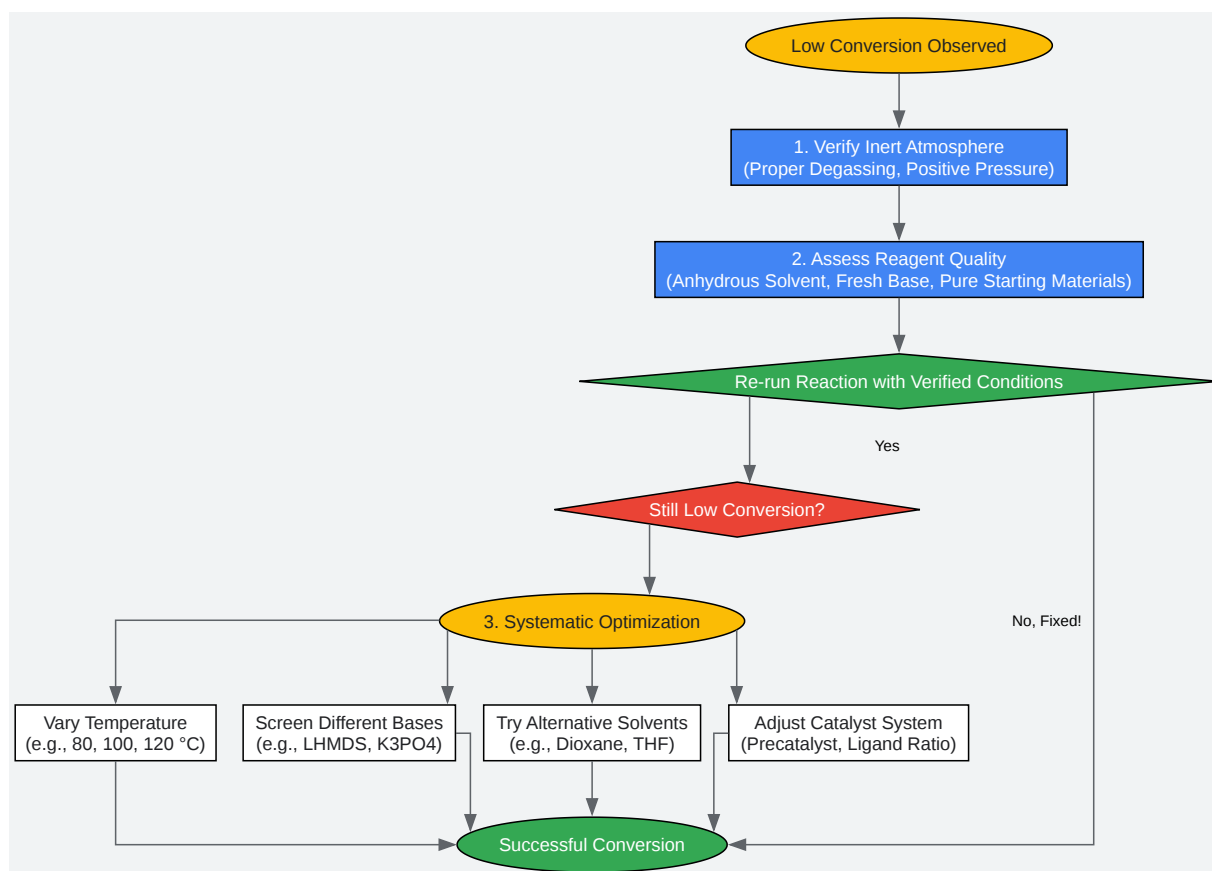 Low Conversion Observed
1. Verify Inert Atmosphere
(Proper Degassing, Positive Pressure)
2. Assess Reagent Quality
(Anhydrous Solvent, Fresh Base, Pure Starting Materials)
Re-run Reaction with Verified Conditions
Yes
Still Low Conversion?
No, Fixed!
3. Systematic Optimization
Vary Temperature
(e.g., 80, 100, 120 °C)
Screen Different Bases
(e.g., LHMDS, K3PO4)
Try Alternative Solvents
(e.g., Dioxane, THF)
Adjust Catalyst System
(Precatalyst, Ligand Ratio)
Successful Conversion